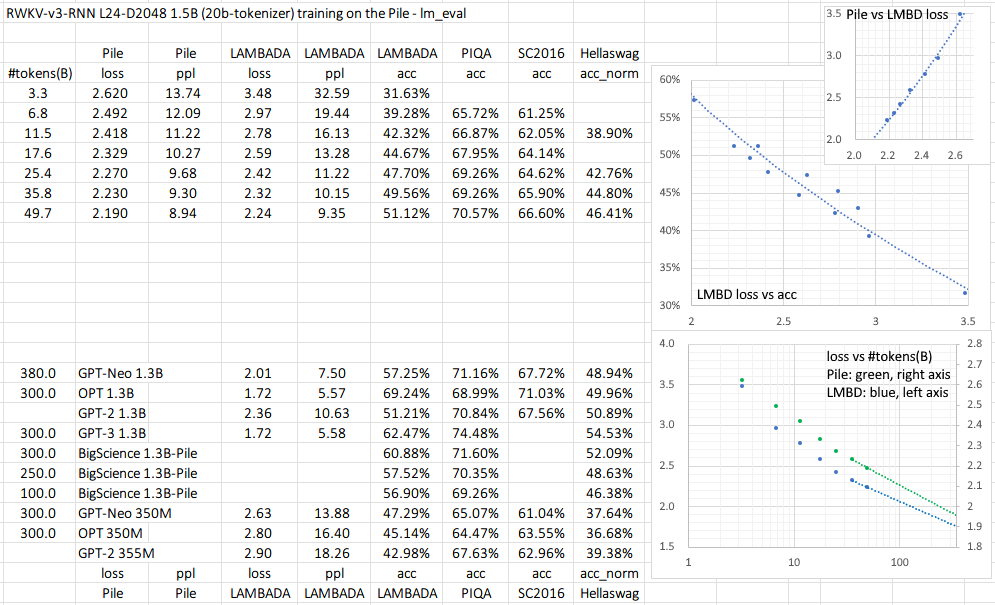 RWKV-v3-RNN L24-D2048 1.5B (20b-tokenizer) training on the Pile - lm_eval
Pile Pile LAMBADA LAMBADA LAMBADA PIQA SC2016 Hellaswag
#tokens(B) loss ppl loss ppl acc acc acc acc_norm
3.3 2.620 13.74 3.48 32.59 31.63%
6.8 2.492 12.09 2.97 19.44 39.28% 65.72% 61.25%
11.5 2.418 11.22 2.78 16.13 42.32% 66.87% 62.05% 38.90%
17.6 2.329 10.27 2.59 13.28 44.67% 67.95% 64.14%
25.4 2.270 9.68 2.42 11.22 47.70% 69.26% 64.62% 42.76%
35.8 2.230 9.30 2.32 10.15 49.56% 69.26% 65.90% 44.80%
49.7 2.190 8.94 2.24 9.35 51.12% 70.57% 66.60% 46.41%
380.0 GPT-Neo 1.3B 2.01 7.50 57.25% 71.16% 67.72% 48.94%
300.0 OPT 1.3B 1.72 5.57 69.24% 68.99% 71.03% 49.96%
GPT-2 1.3B 2.36 10.63 51.21% 70.84% 67.56% 50.89%
300.0 GPT-3 1.3B 1.72 5.58 62.47% 74.48% 54.53%
300.0 BigScience 1.3B-Pile 60.88% 71.60% 52.09%
250.0 BigScience 1.3B-Pile 57.52% 70.35% 48.63%
100.0 BigScience 1.3B-Pile 56.90% 69.26% 46.38%
300.0 GPT-Neo 350M 2.63 13.88 47.29% 65.07% 61.04% 37.64%
300.0 OPT 350M 2.80 16.40 45.14% 64.47% 63.55% 36.68%
GPT-2 355M 2.90 18.26 42.98% 67.63% 62.96% 39.38%
loss ppl loss ppl acc acc acc acc_norm
Pile Pile LAMBADA LAMBADA LAMBADA PIQA SC2016 Hellaswag
3.5 Pile vs LMBD loss
3.0
2.5
2.0
2.0 2.2 2.4 2.6
60%
55%
50%
45%
40%
35%
30%
LMBD loss vs acc
2 2.5 3 3.5
loss vs #tokens(B)
Pile: green, right axis
LMBD: blue, left axis
4.0
3.5
3.0
2.5
2.0
1.5
2.8
2.7
2.6
2.5
2.4
2.3
2.2
2.1
2
1.9
1.8
1 10 100